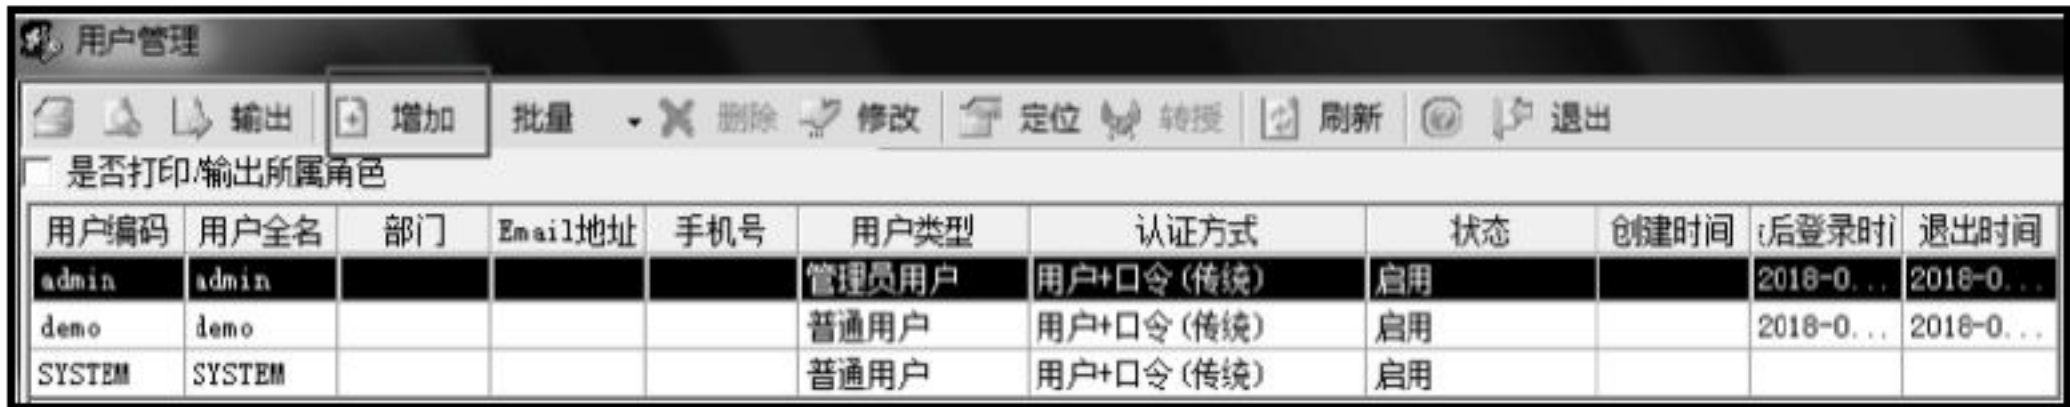 用户管理
输出 增加 批量 删除 修改 定位 转授 刷新 退出
是否打印/输出所属角色
用户编码 用户全名 部门 Email地址 手机号 用户类型 认证方式 状态 创建时间 后登录时 退出时间
admin admin 管理员用户 用户+口令(传统) 启用 2018-0... 2018-0...
demo demo 普通用户 用户+口令(传统) 启用 2018-0... 2018-0...
SYSTEM SYSTEM 普通用户 用户+口令(传统) 启用